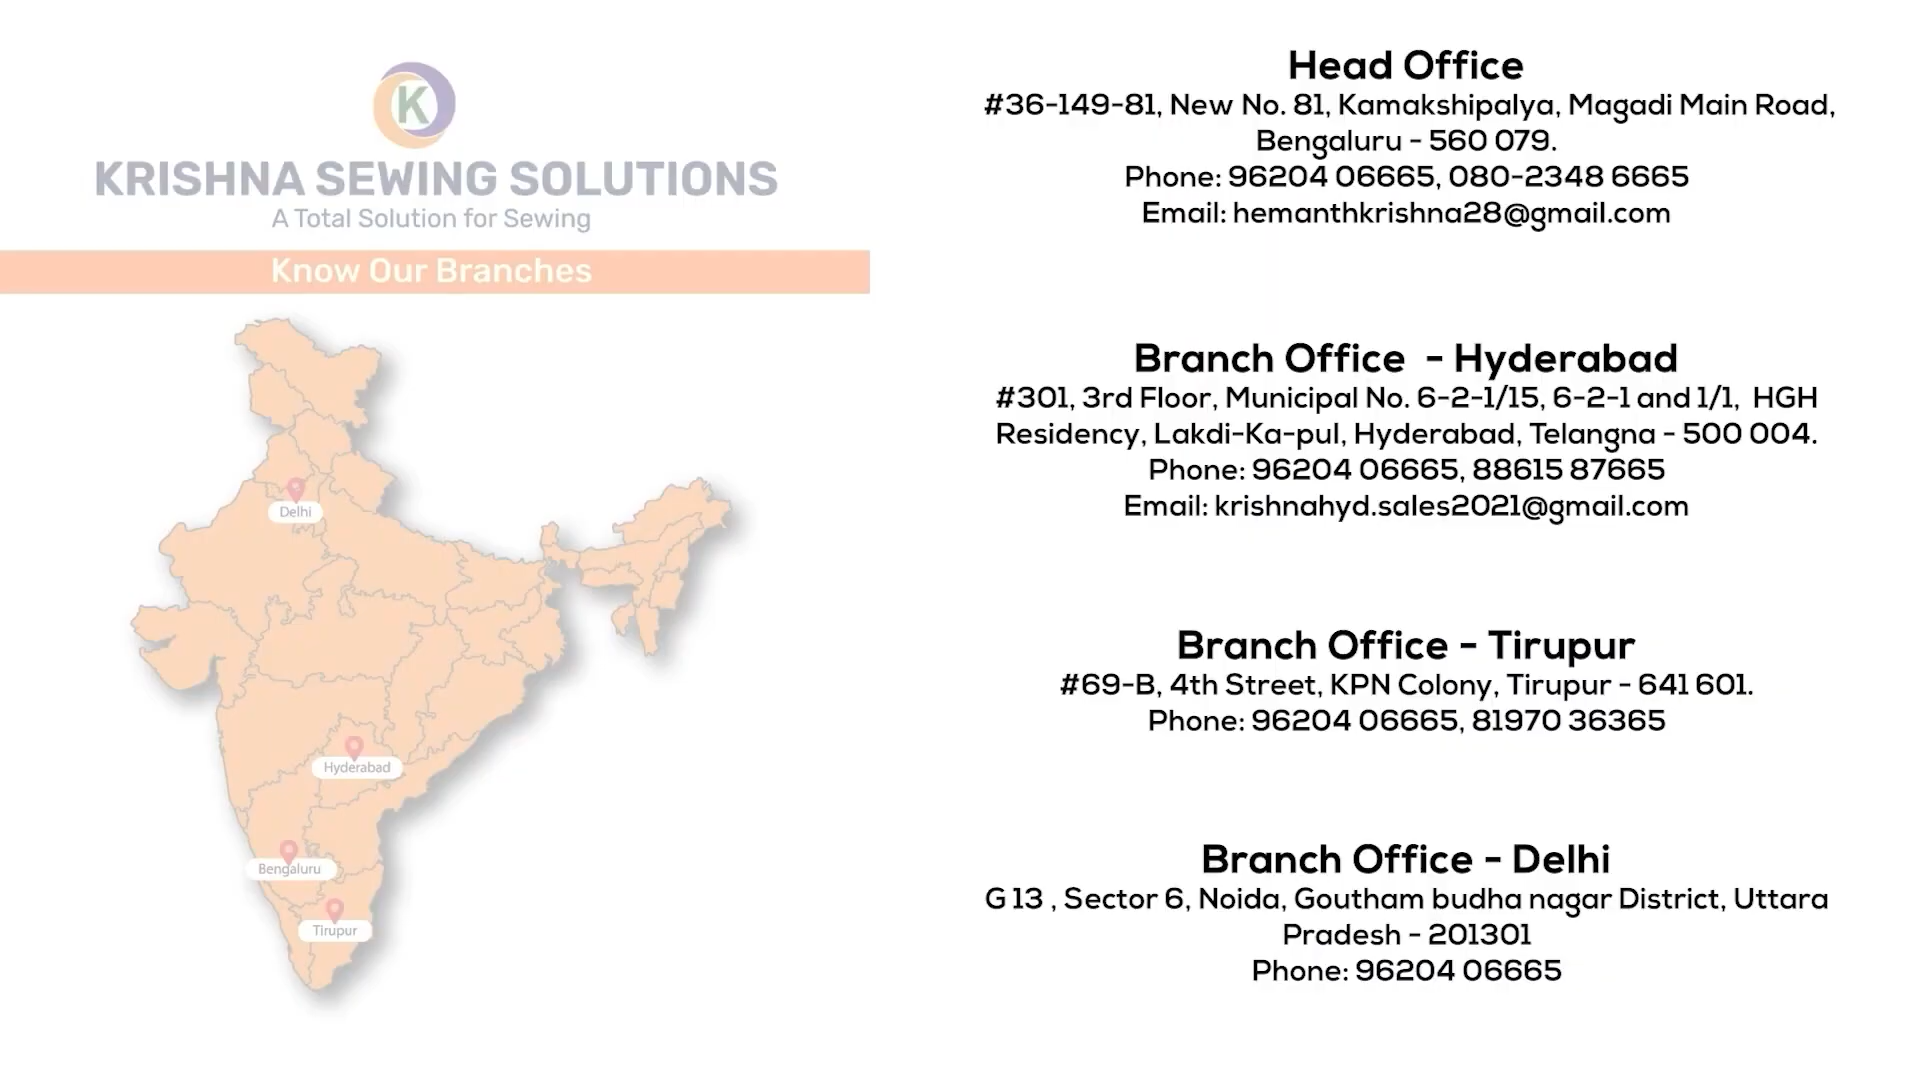 K
KRISHNA SEWING SOLUTIONS
A Total Solution for Sewing
Know Our Branches
Delhi
Hyderabad
Bengaluru
Tirupur
Head Office
#36-149-81, New No. 81, Kamakshipalya, Magadi Main Road,
Bengaluru - 560 079.
Phone: 96204 06665, 080-2348 6665
Email: hemanthkrishna28@gmail.com
Branch Office - Hyderabad
#301, 3rd Floor, Municipal No. 6-2-1/15, 6-2-1 and 1/1, HGH
Residency, Lakdi-Ka-pul, Hyderabad, Telangna - 500 004.
Phone: 96204 06665, 88615 87665
Email: krishnahyd.sales2021@gmail.com
Branch Office - Tirupur
#69-B, 4th Street, KPN Colony, Tirupur - 641 601.
Phone: 96204 06665, 81970 36365
Branch Office - Delhi
G 13 , Sector 6, Noida, Goutham budha nagar District, Uttara
Pradesh - 201301
Phone: 96204 06665